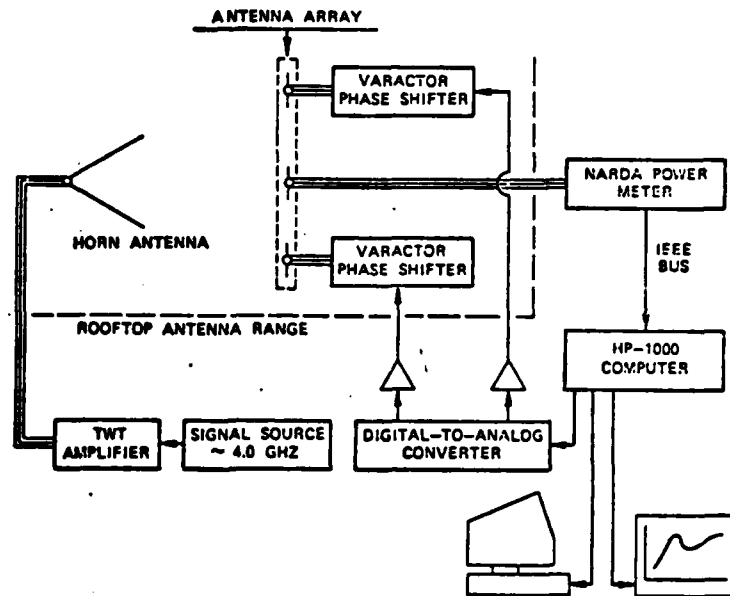 ANTENNA ARRAY
VARACTOR
PHASE SHIFTER
NARDA POWER
METER
HORN ANTENNA
VARACTOR
PHASE SHIFTER
IEEE
BUS
ROOFTOP ANTENNA RANGE
HP-1000
COMPUTER
TWT
AMPLIFIER
SIGNAL SOURCE
~ 4.0 GHZ
DIGITAL-TO-ANALOG
CONVERTER